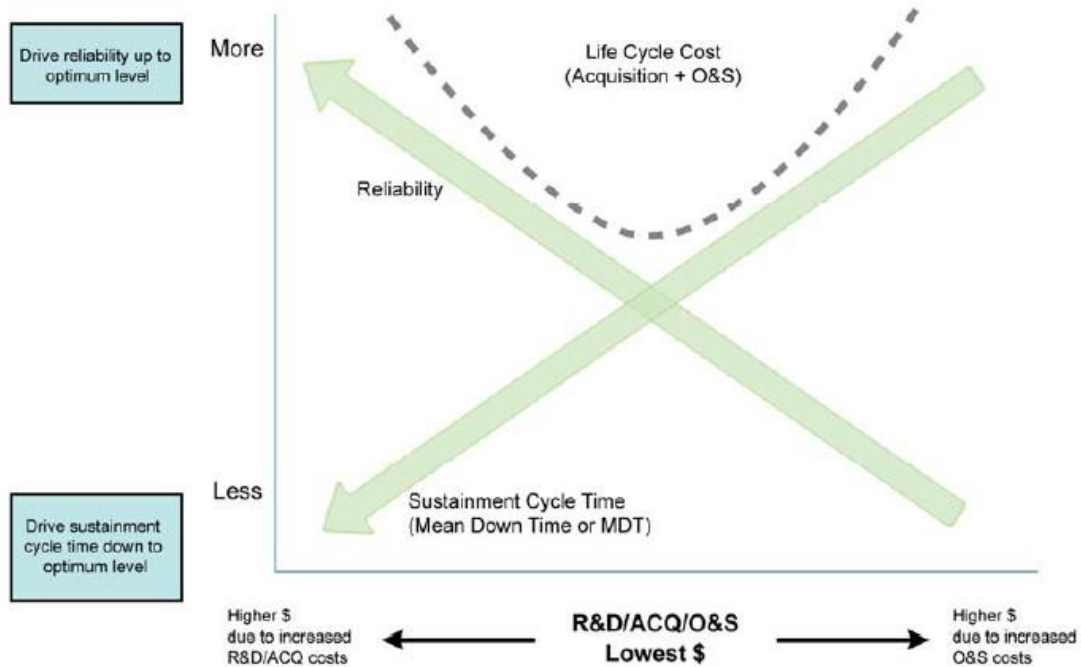 Drive reliability up to
optimum level
More
Life Cycle Cost
(Acquisition + O&S)
Reliability
Less
Sustainment Cycle Time
(Mean Down Time or MDT)
Drive sustainment
cycle time down to
optimum level
Higher $
due to increased
R&D/ACQ costs
R&D/ACQ/O&S
Lowest $
Higher $
due to increased
O&S costs